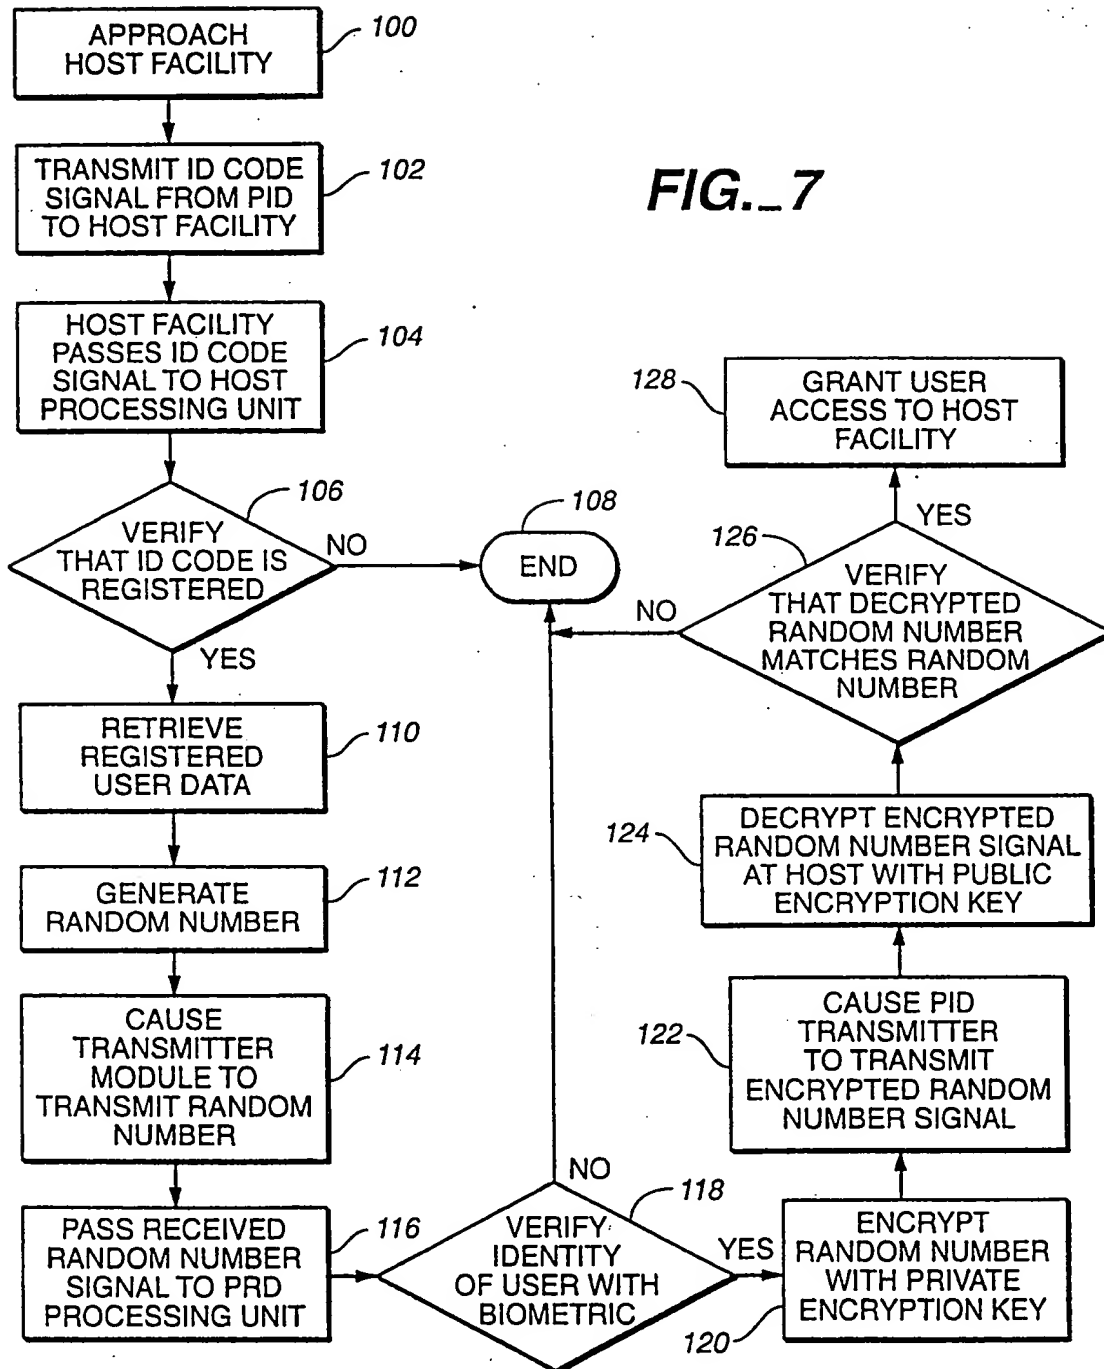 APPROACH
HOST FACILITY
100
TRANSMIT ID CODE
SIGNAL FROM PID
TO HOST FACILITY
102
FIG._7
HOST FACILITY
PASSES ID CODE
SIGNAL TO HOST
PROCESSING UNIT
104
VERIFY
THAT ID CODE IS
REGISTERED
106
NO
YES
108
END
RETRIEVE
REGISTERED
USER DATA
110
GENERATE
RANDOM NUMBER
112
CAUSE
TRANSMITTER
MODULE TO
TRANSMIT RANDOM
NUMBER
114
PASS RECEIVED
RANDOM NUMBER
SIGNAL TO PRD
PROCESSING UNIT
116
VERIFY
IDENTITY
OF USER WITH
BIOMETRIC
118
NO
YES
ENCRYPT
RANDOM NUMBER
WITH PRIVATE
ENCRYPTION KEY
120
CAUSE PID
TRANSMITTER
TO TRANSMIT
ENCRYPTED RANDOM
NUMBER SIGNAL
122
DECRYPT ENCRYPTED
RANDOM NUMBER SIGNAL
AT HOST WITH PUBLIC
ENCRYPTION KEY
124
VERIFY
THAT DECRYPTED
RANDOM NUMBER
MATCHES RANDOM
NUMBER
126
NO
YES
GRANT USER
ACCESS TO HOST
FACILITY
128